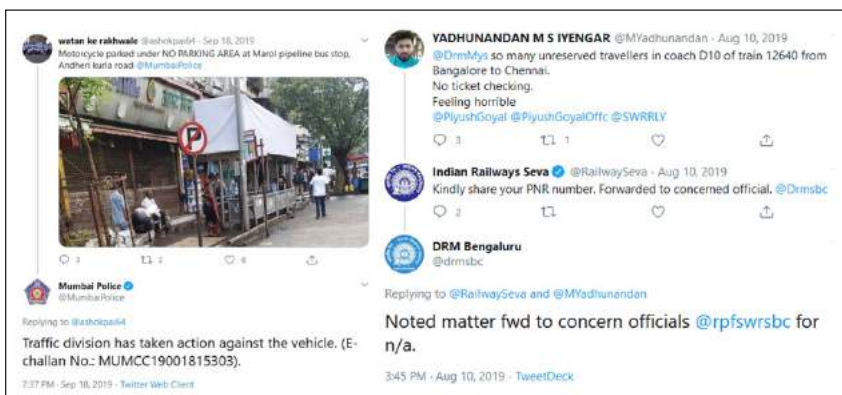 watan ke rakhwale @ashokpai64 - Sep 18, 2019
Motorcycle parked under NO PARKING AREA at Marol pipeline bus stop,
Andheri kurla road @MumbaiPolice
P
3 2 6
Mumbai Police
@MumbaiPolice
Replying to @ashokpai64
Traffic division has taken action against the vehicle. (E-
challan No.: MUMCC19001815303).
7:37 PM - Sep 18, 2019 - Twitter Web Client
YADHUNANDAN M S IYENGAR @MYadhunandan - Aug 10, 2019
@DrmMys so many unreserved travellers in coach D10 of train 12640 from
Bangalore to Chennai.
No ticket checking.
Feeling horrible
@PiyushGoyal @PiyushGoyalOffc @SWRRLY
3 1
Indian Railways Seva @RailwaySeva - Aug 10, 2019
Kindly share your PNR number. Forwarded to concerned official. @Drmsbc
2
DRM Bengaluru
@drmsbc
Replying to @RailwaySeva and @MYadhunandan
Noted matter fwd to concern officials @rpfswrsbc for
n/a.
3:45 PM - Aug 10, 2019 - TweetDeck